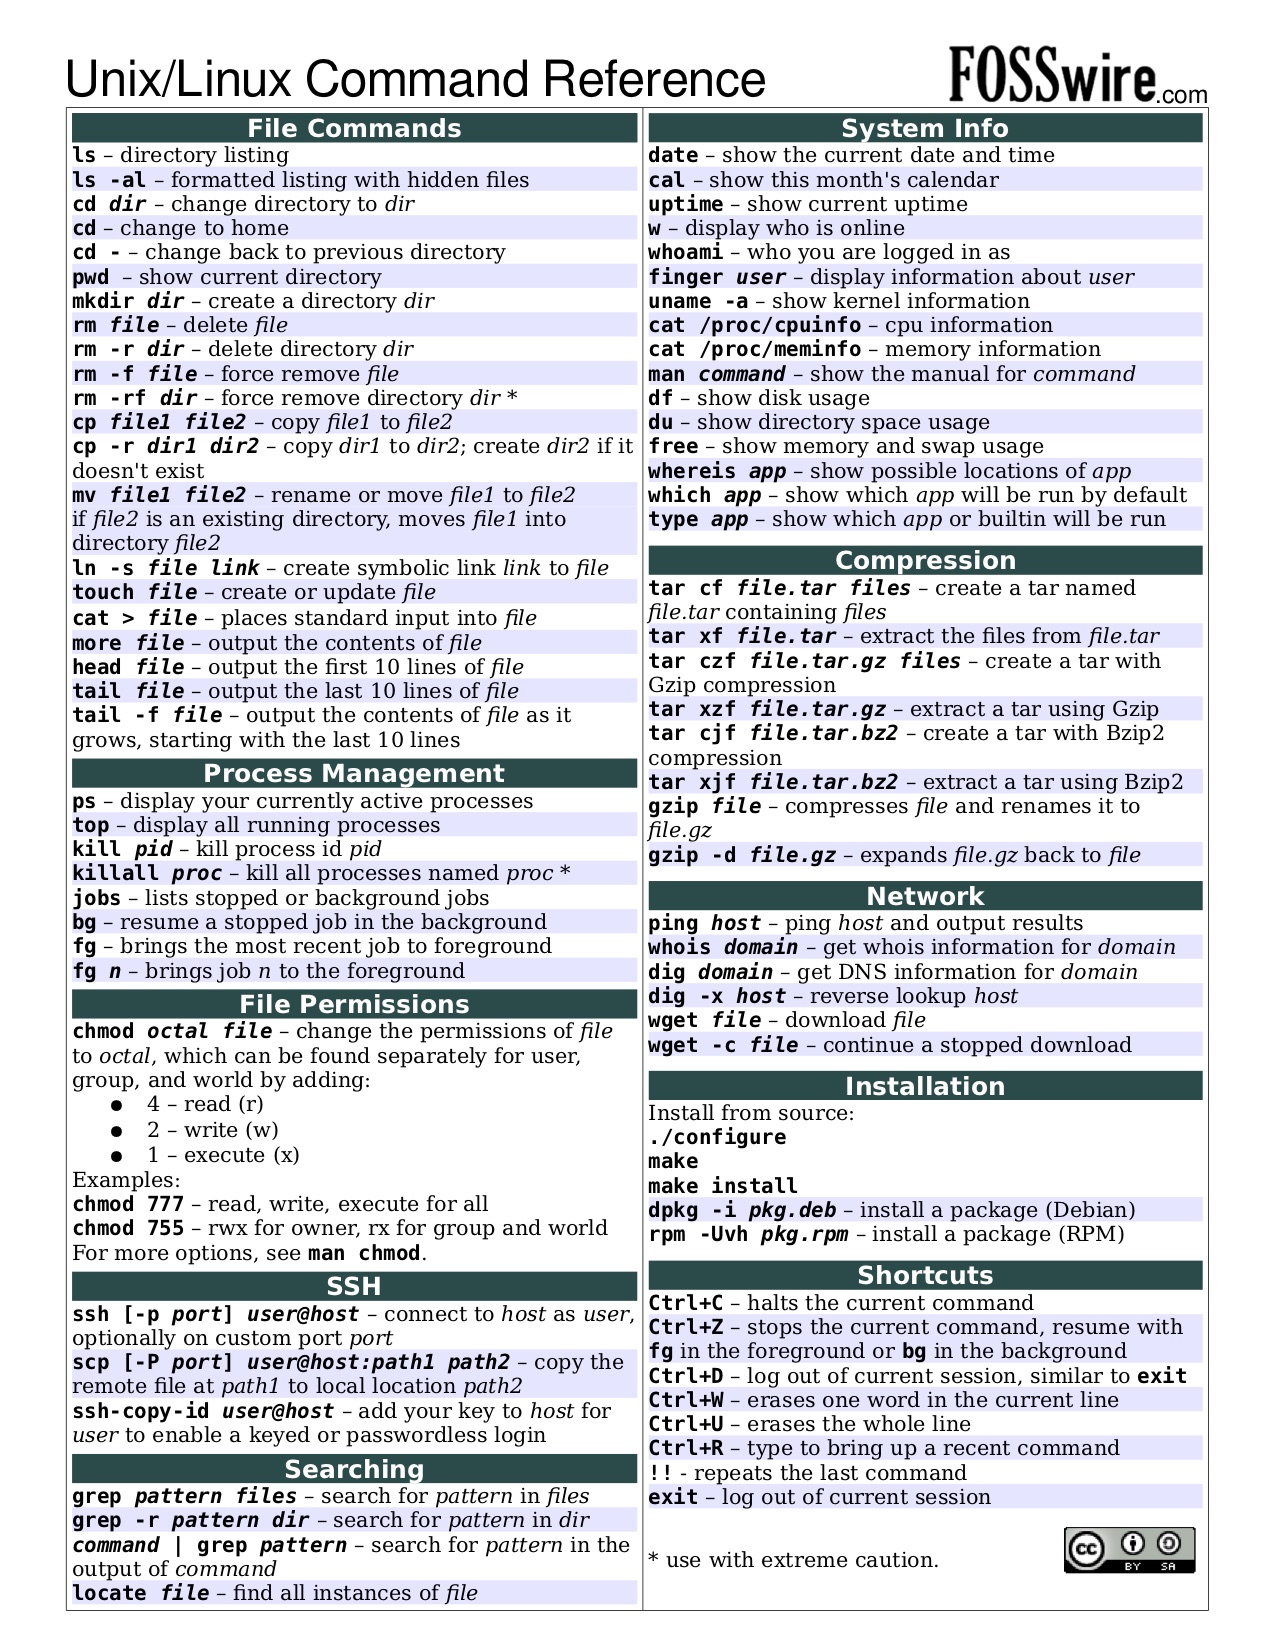 Unix/Linux Command Reference
FOSSwire.com
File Commands
ls – directory listing
ls -al – formatted listing with hidden files
cd dir – change directory to dir
cd – change to home
cd - – change back to previous directory
pwd – show current directory
mkdir dir – create a directory dir
rm file – delete file
rm -r dir – delete directory dir
rm -f file – force remove file
rm -rf dir – force remove directory dir *
cp file1 file2 – copy file1 to file2
cp -r dir1 dir2 – copy dir1 to dir2; create dir2 if it
doesn't exist
mv file1 file2 – rename or move file1 to file2
if file2 is an existing directory, moves file1 into
directory file2
ln -s file link – create symbolic link link to file
touch file – create or update file
cat > file – places standard input into file
more file – output the contents of file
head file – output the first 10 lines of file
tail file – output the last 10 lines of file
tail -f file – output the contents of file as it
grows, starting with the last 10 lines
Process Management
ps – display your currently active processes
top – display all running processes
kill pid – kill process id pid
killall proc – kill all processes named proc *
jobs – lists stopped or background jobs
bg – resume a stopped job in the background
fg – brings the most recent job to foreground
fg n – brings job n to the foreground
File Permissions
chmod octal file – change the permissions of file
to octal, which can be found separately for user,
group, and world by adding:
● 4 – read (r)
● 2 – write (w)
● 1 – execute (x)
Examples:
chmod 777 – read, write, execute for all
chmod 755 – rwx for owner, rx for group and world
For more options, see man chmod.
SSH
ssh [-p port] user@host – connect to host as user,
optionally on custom port port
scp [-P port] user@host:path1 path2 – copy the
remote file at path1 to local location path2
ssh-copy-id user@host – add your key to host for
user to enable a keyed or passwordless login
Searching
grep pattern files – search for pattern in files
grep -r pattern dir – search for pattern in dir
command | grep pattern – search for pattern in the
output of command
locate file – find all instances of file
System Info
date – show the current date and time
cal – show this month's calendar
uptime – show current uptime
w – display who is online
whoami – who you are logged in as
finger user – display information about user
uname -a – show kernel information
cat /proc/cpuinfo – cpu information
cat /proc/meminfo – memory information
man command – show the manual for command
df – show disk usage
du – show directory space usage
free – show memory and swap usage
whereis app – show possible locations of app
which app – show which app will be run by default
type app – show which app or builtin will be run
Compression
tar cf file.tar files – create a tar named
file.tar containing files
tar xf file.tar – extract the files from file.tar
tar czf file.tar.gz files – create a tar with
Gzip compression
tar xzf file.tar.gz – extract a tar using Gzip
tar cjf file.tar.bz2 – create a tar with Bzip2
compression
tar xjf file.tar.bz2 – extract a tar using Bzip2
gzip file – compresses file and renames it to
file.gz
gzip -d file.gz – expands file.gz back to file
Network
ping host – ping host and output results
whois domain – get whois information for domain
dig domain – get DNS information for domain
dig -x host – reverse lookup host
wget file – download file
wget -c file – continue a stopped download
Installation
Install from source:
./configure
make
make install
dpkg -i pkg.deb – install a package (Debian)
rpm -Uvh pkg.rpm – install a package (RPM)
Shortcuts
Ctrl+C – halts the current command
Ctrl+Z – stops the current command, resume with
fg in the foreground or bg in the background
Ctrl+D – log out of current session, similar to exit
Ctrl+W – erases one word in the current line
Ctrl+U – erases the whole line
Ctrl+R – type to bring up a recent command
!! - repeats the last command
exit – log out of current session
* use with extreme caution.
cc BY SA